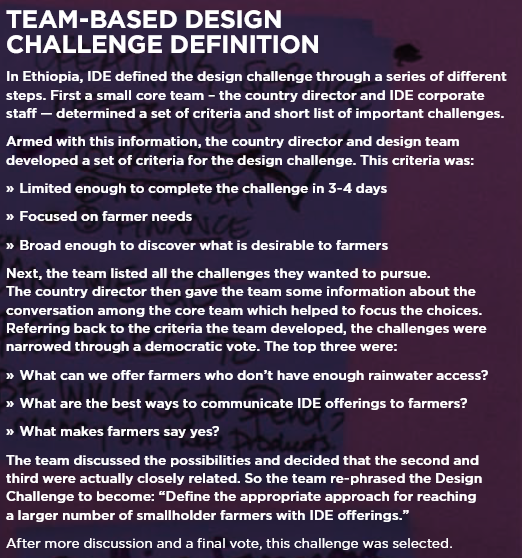 TEAM-BASED DESIGN
CHALLENGE DEFINITION
In Ethiopia, IDE defined the design challenge through a series of different
steps. First a small core team – the country director and IDE corporate
staff — determined a set of criteria and short list of important challenges.
Armed with this information, the country director and design team
developed a set of criteria for the design challenge. This criteria was:
» Limited enough to complete the challenge in 3-4 days
» Focused on farmer needs
» Broad enough to discover what is desirable to farmers
Next, the team listed all the challenges they wanted to pursue.
The country director then gave the team some information about the
conversation among the core team which helped to focus the choices.
Referring back to the criteria the team developed, the challenges were
narrowed through a democratic vote. The top three were:
» What can we offer farmers who don't have enough rainwater access?
» What are the best ways to communicate IDE offerings to farmers?
» What makes farmers say yes?
The team discussed the possibilities and decided that the second and
third were actually closely related. So the team re-phrased the Design
Challenge to become: “Define the appropriate approach for reaching
a larger number of smallholder farmers with IDE offerings.”
After more discussion and a final vote, this challenge was selected.